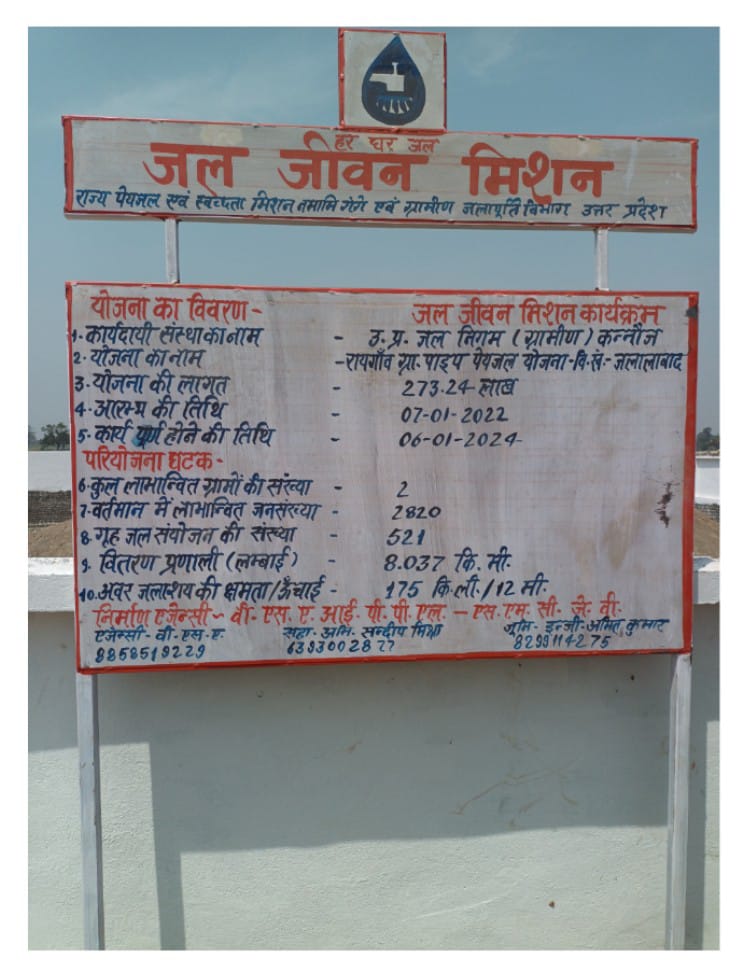 हर घर जल
जल जीवन मिशन
राज्य पेयजल एवं स्वच्छता मिशन नमामि गंगे एवं ग्रामीण जलापूर्ति विभाग उत्तर प्रदेश
योजना का विवरण - जल जीवन मिशन कार्यक्रम
1. कार्यदायी संस्था का नाम - उ.प्र. जल निगम (ग्रामीण) कन्नौज
2. योजना का नाम - रायगाँव ग्रा. पाइप पेयजल योजना - वि.खं.- जलालाबाद
3. योजना की लागत - 273.24 लाख
4. आरम्भ की तिथि - 07-01-2022
5. कार्य पूर्ण होने की तिथि - 06-01-2024
परियोजना घटक -
6. कुल लाभान्वित ग्रामों की संख्या - 2
7. वर्तमान में लाभान्वित जनसंख्या - 2820
8. गृह जल संयोजन की संख्या - 521
9. वितरण प्रणाली (लम्बाई) - 8.037 कि. मी.
10. अवर जलाशय की क्षमता/ऊँचाई - 175 कि.ली./12 मी.
निर्माण एजेन्सी - वी. एस. ए. आई. पी. पी. एल. - एस. एम. सी. जे. वी.
एजेन्सी - वी. एस. ए. सहा. अभि. सन्दीप मिश्रा जूनि. इन्जी. अमित कुमार
8858519229 6393002877 8299114275